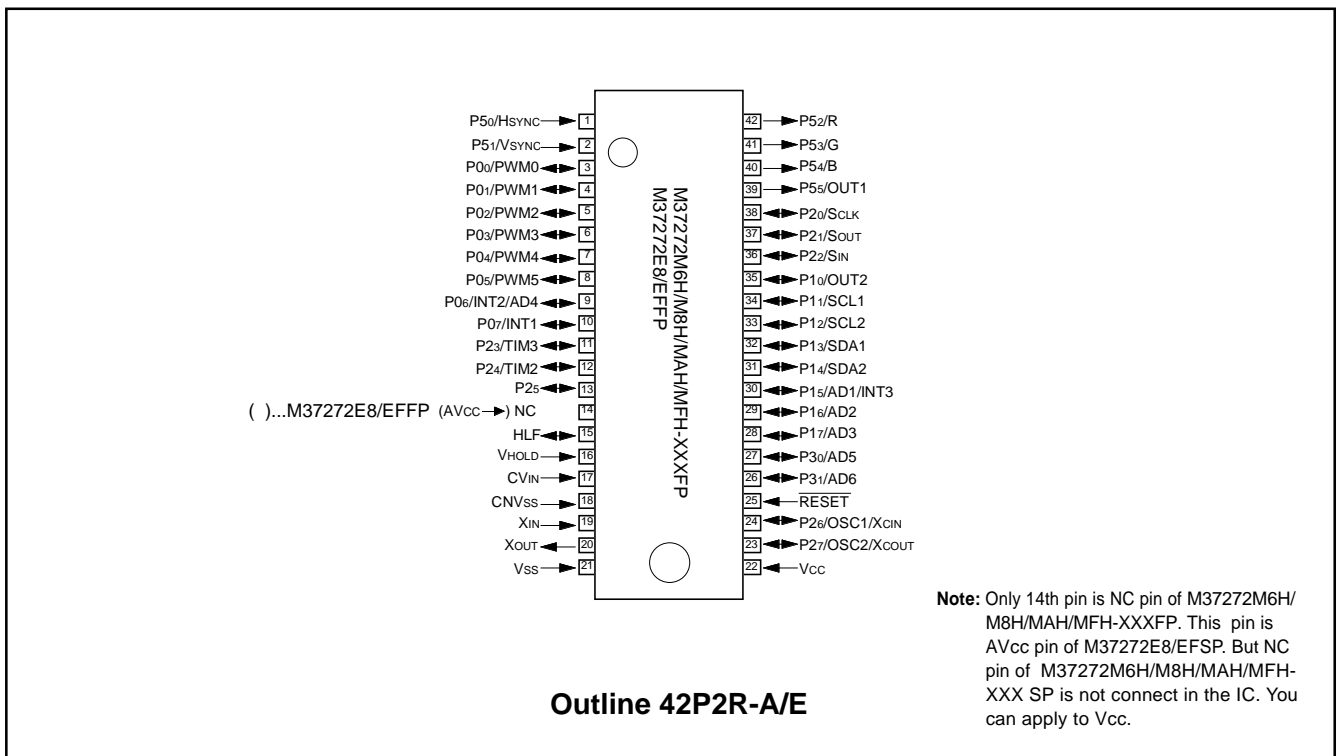 P50/HSYNC 1 42 P52/R
P51/VSYNC 2 41 P53/G
P00/PWM0 3 40 P54/B
P01/PWM1 4 39 P55/OUT1
P02/PWM2 5 38 P20/SCLK
P03/PWM3 6 37 P21/SOUT
P04/PWM4 7 36 P22/SIN
P05/PWM5 8 35 P10/OUT2
P06/INT2/AD4 9 34 P11/SCL1
P07/INT1 10 33 P12/SCL2
P23/TIM3 11 32 P13/SDA1
P24/TIM2 12 31 P14/SDA2
P25 13 30 P15/AD1/INT3
( )...M37272E8/EFFP (AVCC→) NC 14 29 P16/AD2
HLF 15 28 P17/AD3
VHOLD 16 27 P30/AD5
CVIN 17 26 P31/AD6
CNVSS 18 25 RESET
XIN 19 24 P26/OSC1/XCIN
XOUT 20 23 P27/OSC2/XCOUT
VSS 21 22 VCC
M37272M6H/M8H/MAH/MFH-XXXFP
M37272E8/EFFP
Note: Only 14th pin is NC pin of M37272M6H/
M8H/MAH/MFH-XXXFP. This pin is
AVcc pin of M37272E8/EFSP. But NC
pin of M37272M6H/M8H/MAH/MFH-
XXX SP is not connect in the IC. You
can apply to Vcc.
Outline 42P2R-A/E